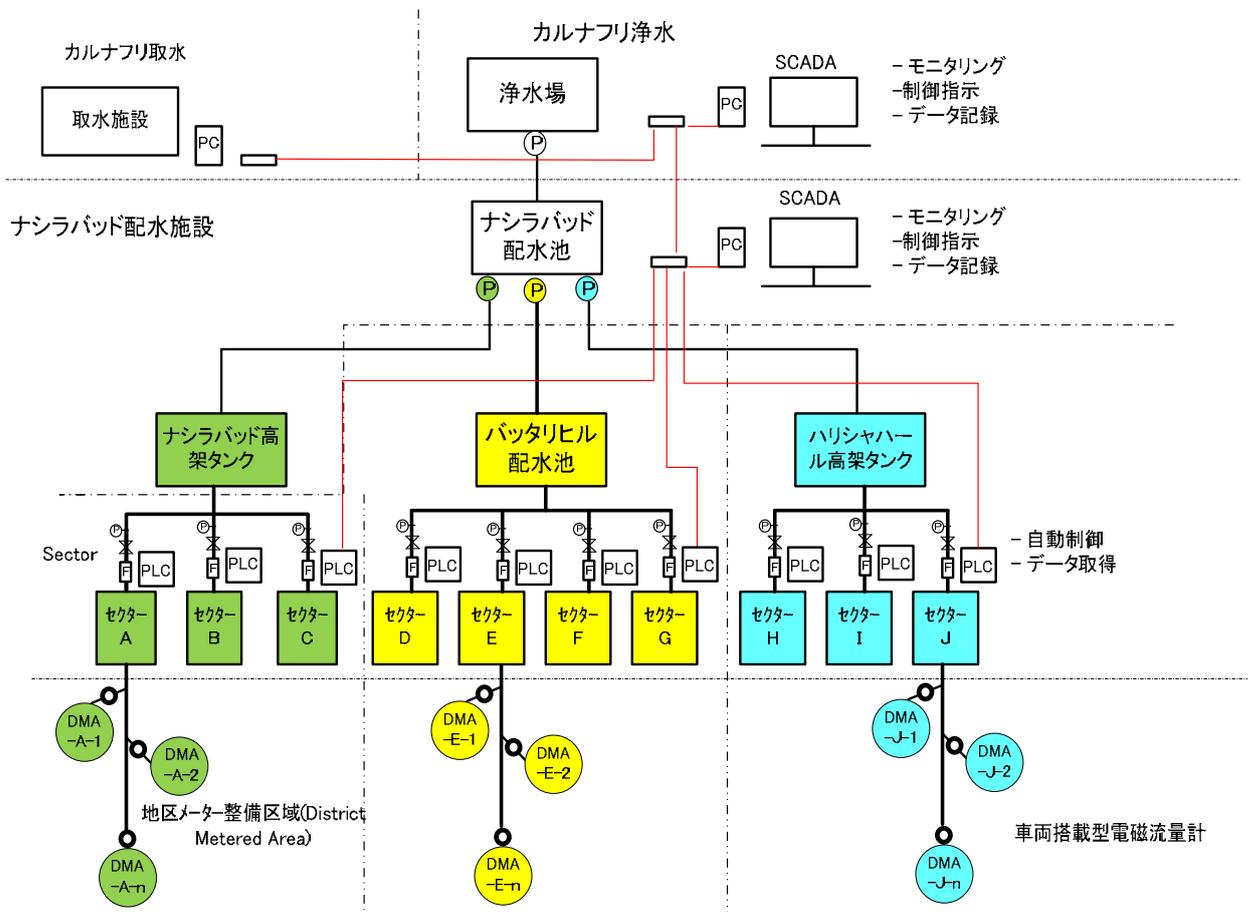 カルナフリ取水
カルナフリ浄水
取水施設
PC
浄水場
P
PC
SCADA
- モニタリング
-制御指示
- データ記録
ナシラバッド配水施設
ナシラバッド
配水池
P
P
P
PC
SCADA
- モニタリング
-制御指示
- データ記録
ナシラバッド高
架タンク
バッタリヒル
配水池
ハリシャハー
ル高架タンク
Sector
P
F
PLC
P
F
PLC
P
F
PLC
P
F
PLC
P
F
PLC
P
F
PLC
P
F
PLC
P
F
PLC
P
F
PLC
P
F
PLC
- 自動制御
- データ取得
セクター
A
セクター
B
セクター
C
セクター
D
セクター
E
セクター
F
セクター
G
セクター
H
セクター
I
セクター
J
DMA
-A-1
DMA
-A-2
DMA
-E-1
DMA
-E-2
DMA
-J-1
DMA
-J-2
地区メーター整備区域(District
Metered Area)
車両搭載型電磁流量計
DMA
-A-n
DMA
-E-n
DMA
-J-n